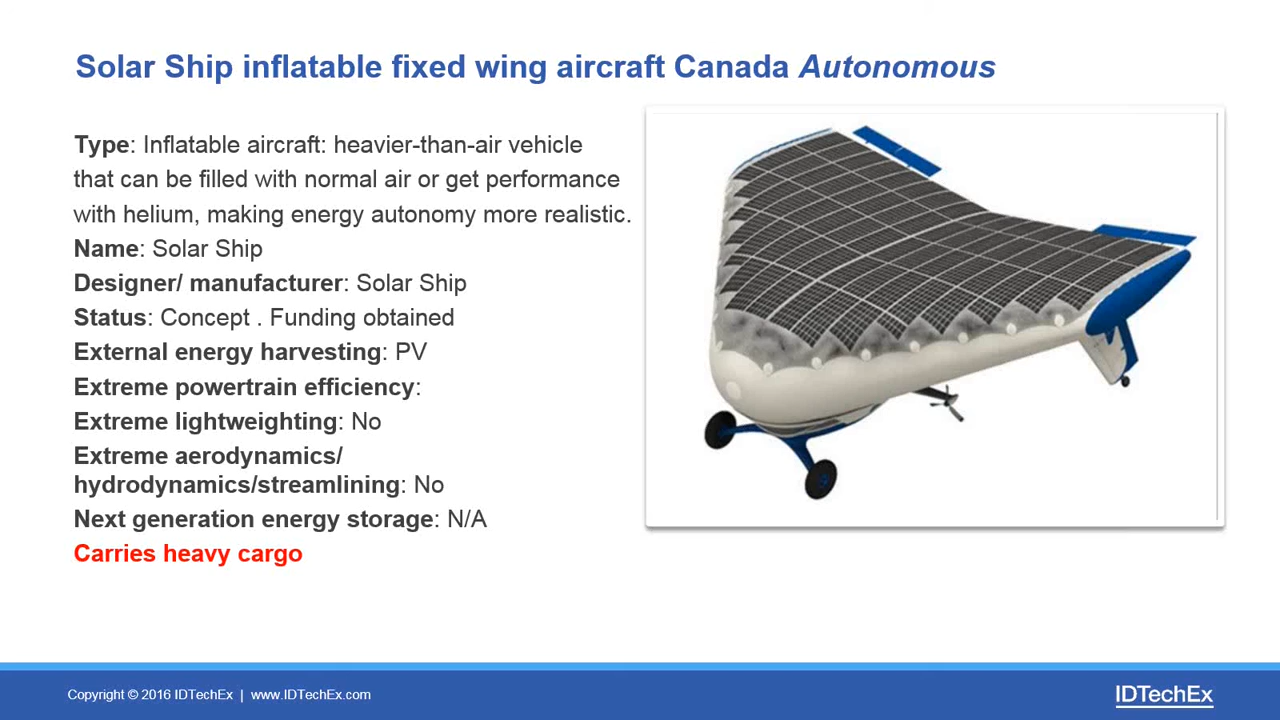 Solar Ship inflatable fixed wing aircraft Canada Autonomous
Type: Inflatable aircraft: heavier-than-air vehicle
that can be filled with normal air or get performance
with helium, making energy autonomy more realistic.
Name: Solar Ship
Designer/ manufacturer: Solar Ship
Status: Concept . Funding obtained
External energy harvesting: PV
Extreme powertrain efficiency:
Extreme lightweighting: No
Extreme aerodynamics/
hydrodynamics/streamlining: No
Next generation energy storage: N/A
Carries heavy cargo
Copyright © 2016 IDTechEx | www.IDTechEx.com
IDTechEx